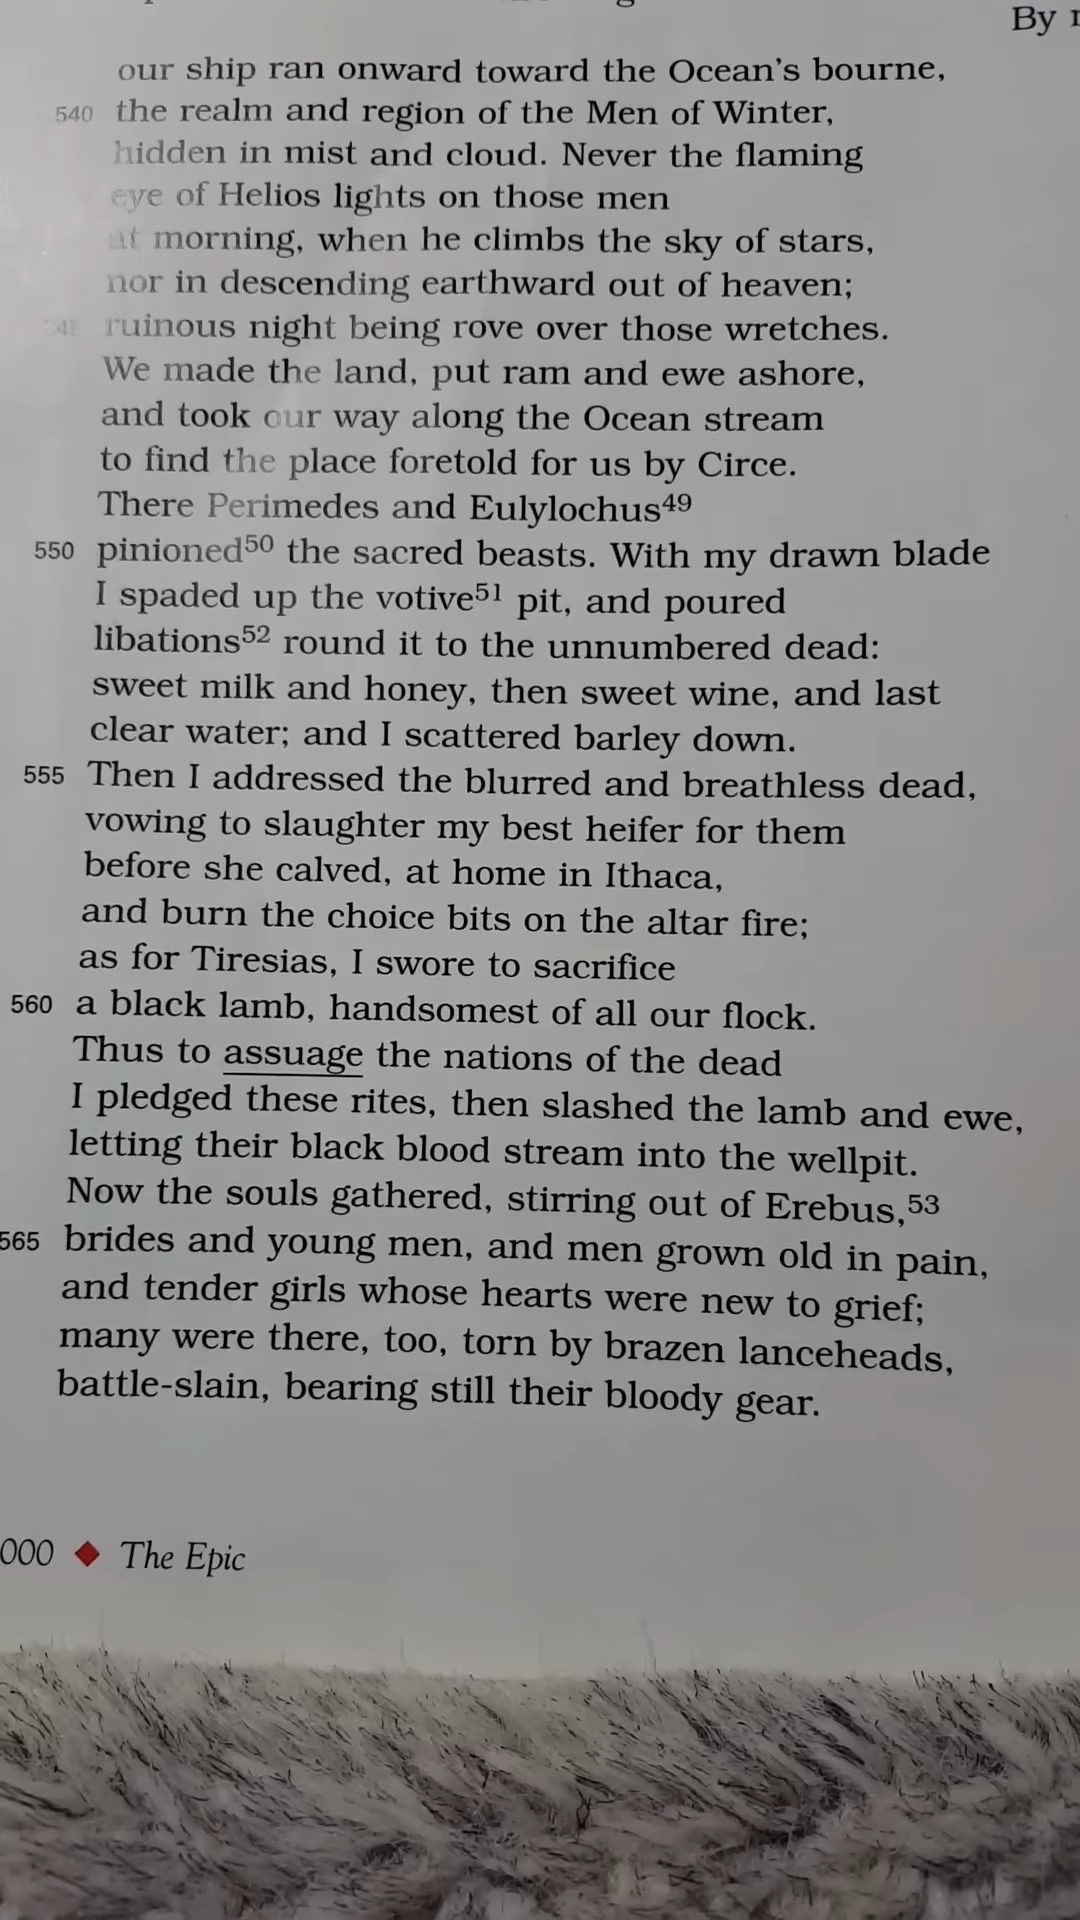 By
our ship ran onward toward the Ocean's bourne,
540 the realm and region of the Men of Winter,
hidden in mist and cloud. Never the flaming
eye of Helios lights on those men
at morning, when he climbs the sky of stars,
nor in descending earthward out of heaven;
ruinous night being rove over those wretches.
We made the land, put ram and ewe ashore,
and took our way along the Ocean stream
to find the place foretold for us by Circe.
There Perimedes and Eulylochus49
550 pinioned50 the sacred beasts. With my drawn blade
I spaded up the votive51 pit, and poured
libations52 round it to the unnumbered dead:
sweet milk and honey, then sweet wine, and last
clear water; and I scattered barley down.
555 Then I addressed the blurred and breathless dead,
vowing to slaughter my best heifer for them
before she calved, at home in Ithaca,
and burn the choice bits on the altar fire;
as for Tiresias, I swore to sacrifice
560 a black lamb, handsomest of all our flock.
Thus to assuage the nations of the dead
I pledged these rites, then slashed the lamb and ewe,
letting their black blood stream into the wellpit.
Now the souls gathered, stirring out of Erebus,53
565 brides and young men, and men grown old in pain,
and tender girls whose hearts were new to grief;
many were there, too, torn by brazen lanceheads,
battle-slain, bearing still their bloody gear.
000 ◆ The Epic